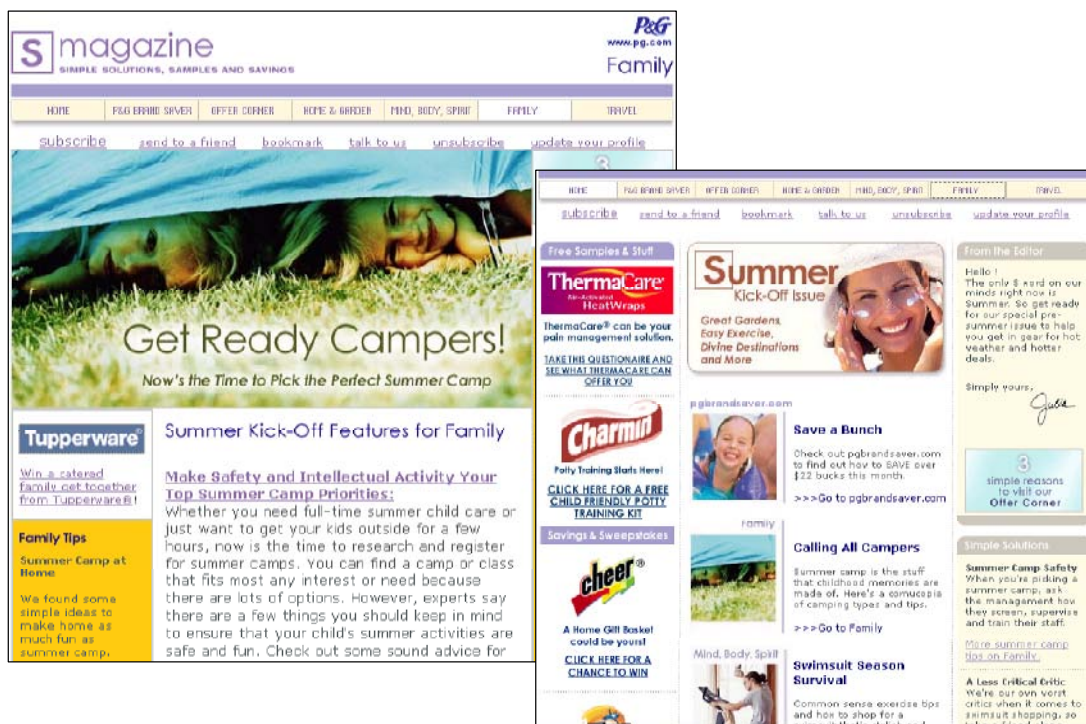 S magazine
SIMPLE SOLUTIONS, SAMPLES AND SAVINGS
P&G
www.pg.com
Family
HOME P&G BRAND SAVER OFFER CORNER HOME & GARDEN MIND, BODY, SPIRIT FAMILY TRAVEL
subscribe send to a friend bookmark talk to us unsubscribe update your profile
3
Get Ready Campers!
Now's the Time to Pick the Perfect Summer Camp
Tupperware®
Win a catered
family get together
from Tupperware®!
Family Tips
Summer Camp at
Home
We found some
simple ideas to
make home as
much fun as
summer camp.
Summer Kick-Off Features for Family
Make Safety and Intellectual Activity Your
Top Summer Camp Priorities:
Whether you need full-time summer child care or
just want to get your kids outside for a few
hours, now is the time to research and register
for summer camps. You can find a camp or class
that fits most any interest or need because
there are lots of options. However, experts say
there are a few things you should keep in mind
to ensure that your child's summer activities are
safe and fun. Check out some sound advice for
HOME P&G BRAND SAVER OFFER CORNER HOME & GARDEN MIND, BODY, SPIRIT FAMILY TRAVEL
subscribe send to a friend bookmark talk to us unsubscribe update your profile
Free Samples & Stuff
ThermaCare®
Air-Activated
HeatWraps
ThermaCare® can be your
pain management solution.
TAKE THIS QUESTIONAIRE AND
SEE WHAT THERMACARE CAN
OFFER YOU
Charmin
Potty Training Starts Here!
CLICK HERE FOR A FREE
CHILD FRIENDLY POTTY
TRAINING KIT
Savings & Sweepstakes
cheer®
A Home Gift Basket
could be yours!
CLICK HERE FOR A
CHANCE TO WIN
Summer
Kick-Off Issue
Great Gardens,
Easy Exercise,
Divine Destinations
and More
pgbrandsaver.com
Save a Bunch
Check out pgbrandsaver.com
to find out how to SAVE over
$22 bucks this month.
>>>Go to pgbrandsaver.com
Family
Calling All Campers
Summer camp is the stuff
that childhood memories are
made of. Here's a cornucopia
of camping types and tips.
>>>Go to Family
Mind, Body, Spirit
Swimsuit Season
Survival
Common sense exercise tips
and how to shop for a
From the Editor
Hello !
The only S word on our
minds right now is
Summer. So get ready
for our special pre-
summer issue to help
you get in gear for hot
weather and hotter
deals.
Simply yours,
Julia
3
simple reasons
to visit our
Offer Corner
Simple Solutions
Summer Camp Safety
When you're picking a
summer camp, ask
the management how
they screen, supervise
and train their staff.
More summer camp
tips on Family.
A Less Critical Critic
We're our own worst
critics when it comes to
swimsuit shopping, so